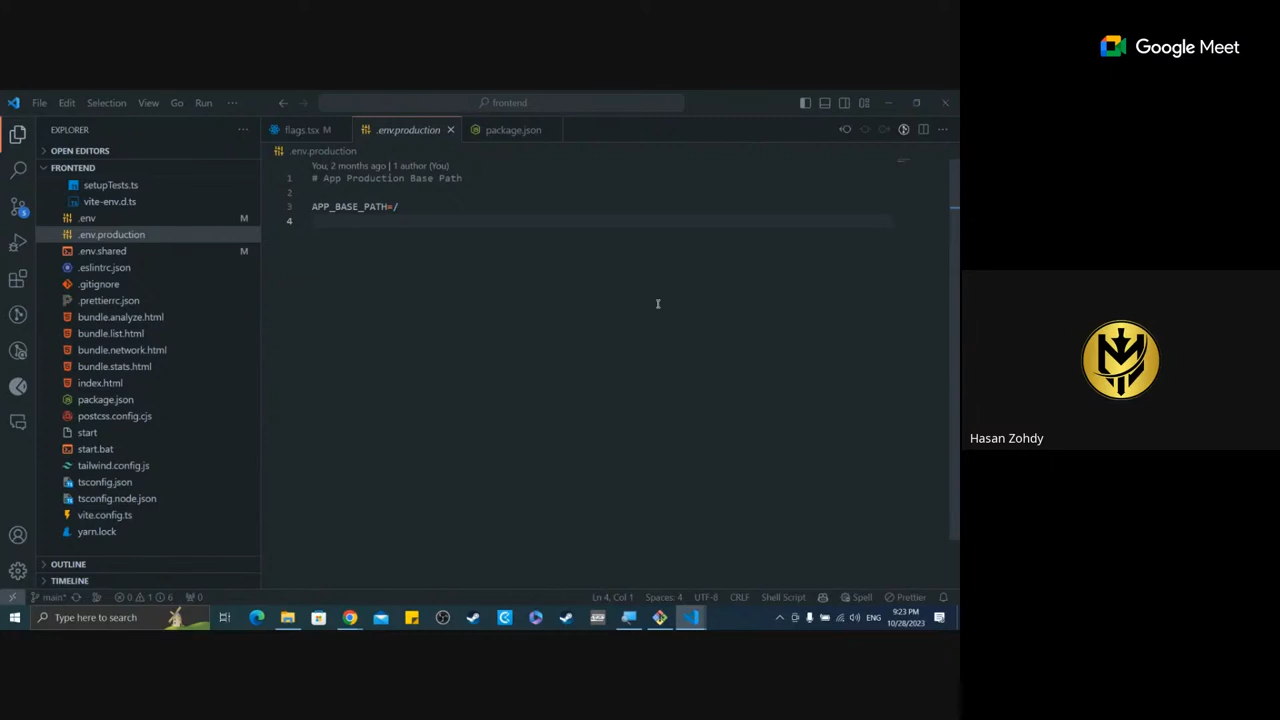 Google Meet
File Edit Selection View Go Run ···
frontend
EXPLORER
OPEN EDITORS
FRONTEND
setupTests.ts
vite-env.d.ts
.env M
.env.production
.env.shared M
.eslintrc.json
.gitignore
.prettierrc.json
bundle.analyze.html
bundle.list.html
bundle.network.html
bundle.stats.html
index.html
package.json
postcss.config.cjs
start
start.bat
tailwind.config.js
tsconfig.json
tsconfig.node.json
vite.config.ts
yarn.lock
OUTLINE
TIMELINE
flags.tsx M
.env.production
package.json
.env.production
You, 2 months ago | 1 author (You)
1 # App Production Base Path
2
3 APP_BASE_PATH=/
4
Hasan Zohdy
main* 0 1 6 0
Ln 4, Col 1 Spaces: 4 UTF-8 CRLF Shell Script Spell Prettier
Type here to search
ENG
9:23 PM
10/28/2023